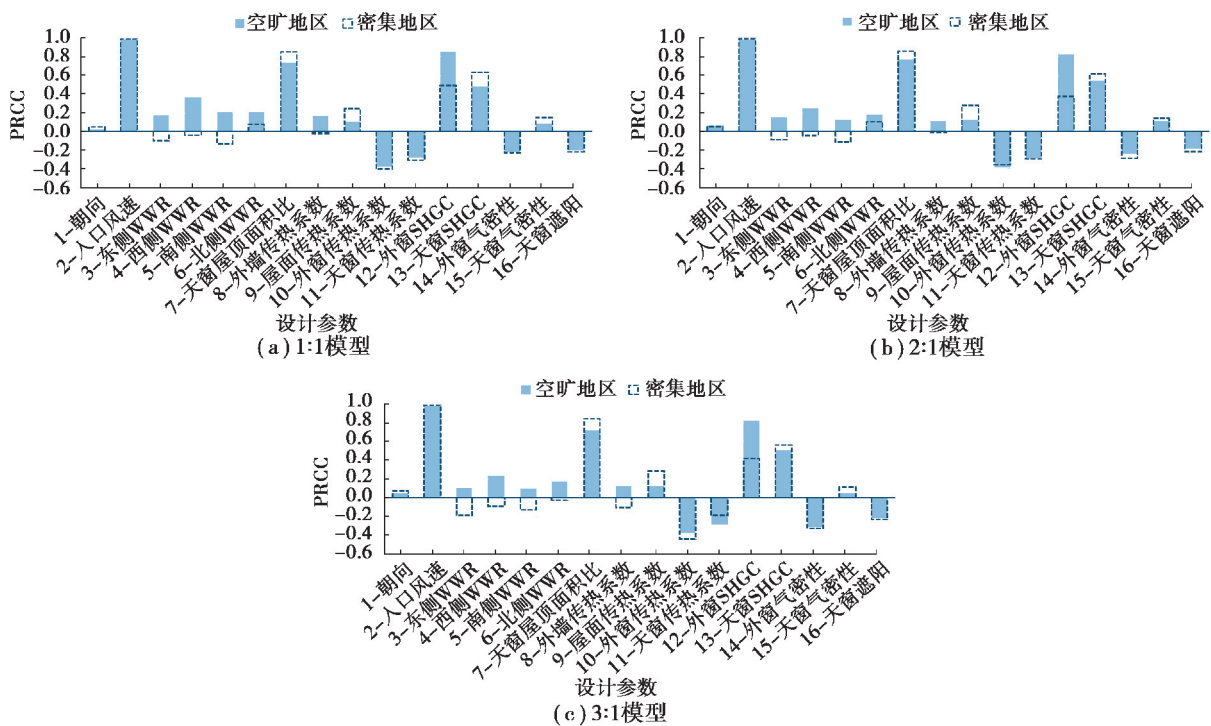 空旷地区 密集地区
1.0
0.8
0.6
0.4
0.2
0.0
-0.2
-0.4
-0.6
PRCC
1-朝向
2-人口风速
3-东侧WWR
4-西侧WWR
5-南侧WWR
6-北侧WWR
7-天窗屋顶面积比
8-外墙传热系数
9-屋面传热系数
10-外窗传热系数
11-天窗传热系数
12-外窗SHGC
13-天窗SHGC
14-外窗气密性
15-天窗气密性
16-天窗遮阳
设计参数
(a)1:1模型
空旷地区 密集地区
1.0
0.8
0.6
0.4
0.2
0.0
-0.2
-0.4
-0.6
PRCC
1-朝向
2-人口风速
3-东侧WWR
4-西侧WWR
5-南侧WWR
6-北侧WWR
7-天窗屋顶面积比
8-外墙传热系数
9-屋面传热系数
10-外窗传热系数
11-天窗传热系数
12-外窗SHGC
13-天窗SHGC
14-外窗气密性
15-天窗气密性
16-天窗遮阳
设计参数
(b)2:1模型
空旷地区 密集地区
1.0
0.8
0.6
0.4
0.2
0.0
-0.2
-0.4
-0.6
PRCC
1-朝向
2-人口风速
3-东侧WWR
4-西侧WWR
5-南侧WWR
6-北侧WWR
7-天窗屋顶面积比
8-外墙传热系数
9-屋面传热系数
10-外窗传热系数
11-天窗传热系数
12-外窗SHGC
13-天窗SHGC
14-外窗气密性
15-天窗气密性
16-天窗遮阳
设计参数
(c)3:1模型